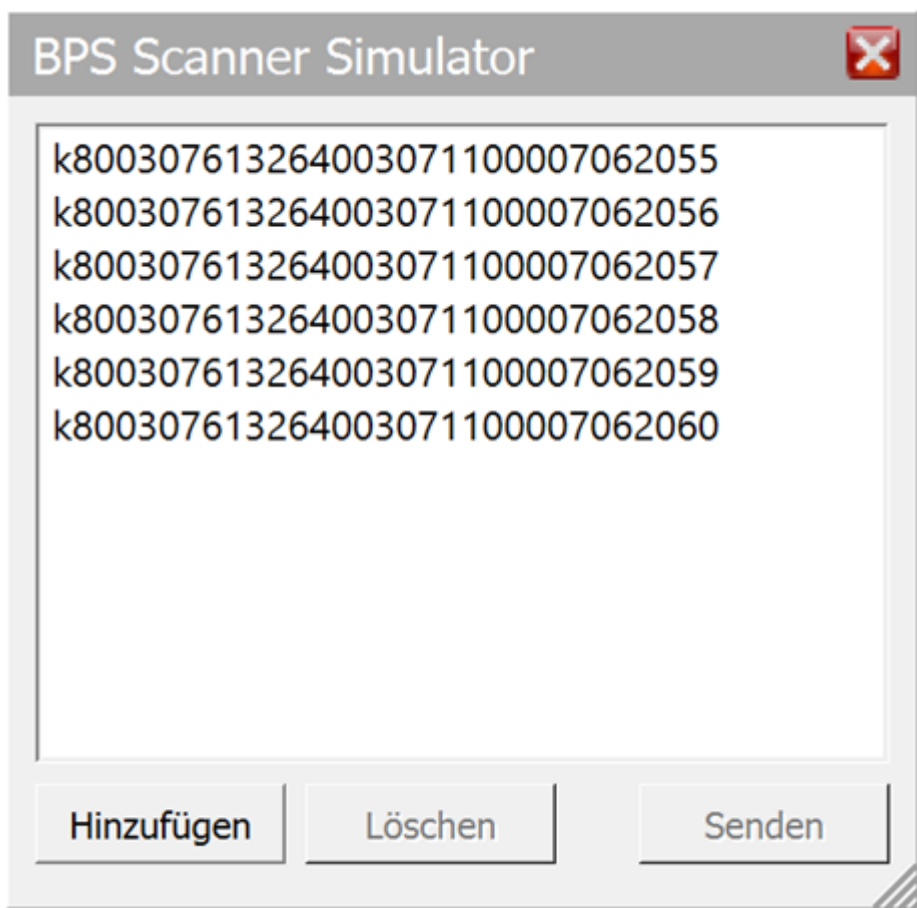 BPS Scanner Simulator
k800307613264003071100007062055
k800307613264003071100007062056
k800307613264003071100007062057
k800307613264003071100007062058
k800307613264003071100007062059
k800307613264003071100007062060
Hinzufügen Löschen Senden